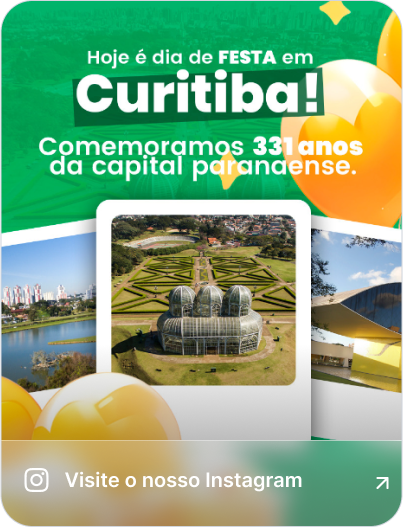 Hoje é dia de FESTA em
Curitiba!
Comemoramos 331 anos
da capital paranaense.
Visite o nosso Instagram